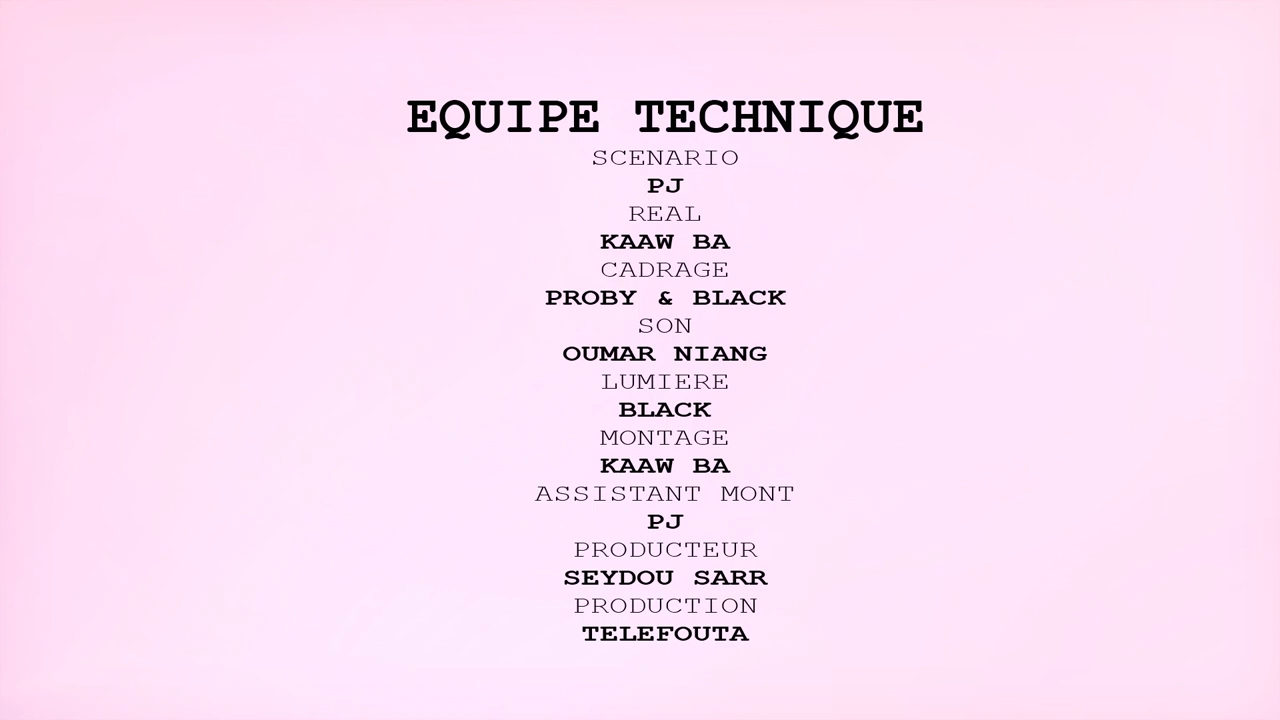 EQUIPE TECHNIQUE
SCENARIO
PJ
REAL
KAAW BA
CADRAGE
PROBY & BLACK
SON
OUMAR NIANG
LUMIERE
BLACK
MONTAGE
KAAW BA
ASSISTANT MONT
PJ
PRODUCTEUR
SEYDOU SARR
PRODUCTION
TELEFOUTA